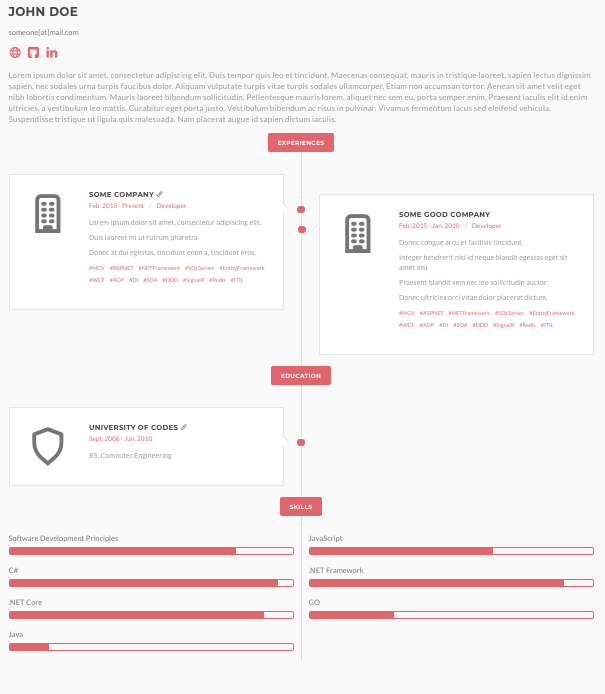 JOHN DOE
someone[at]mail.com
Lorem ipsum dolor sit amet, consectetur adipiscing elit. Duis tempor quis leo et tincidunt. Maecenas consequat, mauris in tristique laoreet, sapien lectus dignissim
sapien, nec sodales urna turpis faucibus dolor. Aliquam vulputate turpis vitae turpis sodales ullamcorper. Etiam non accumsan tortor. Aenean sit amet velit eget
nibh lobortis condimentum. Mauris laoreet bibendum sollicitudin. Pellentesque mauris lorem, aliquet nec sem eu, porta semper enim. Praesent iaculis elit id enim
ultricies, a vestibulum leo mattis. Curabitur eget porta justo. Vestibulum bibendum ac risus in pulvinar. Vivamus fermentum lacus sed eleifend vehicula.
Suspendisse tristique ut ligula quis malesuada. Nam placerat augue id sapien dictum iaculis.
EXPERIENCES
SOME COMPANY
Feb. 2015 - Present / Developer
Lorem ipsum dolor sit amet, consectetur adipiscing elit.
Duis laoreet mi ut rutrum pharetra.
Donec at dui egestas, tincidunt enim a, tincidunt eros.
#MCV #ASPNET #NETFramework #SQLServer #EntityFramework
#WCF #ADP #DI #SOA #DDD #SignalR #Redis #ITIL
SOME GOOD COMPANY
Feb. 2015 - Jan. 2010 / Developer
Donec congue arcu et facilisis tincidunt.
Integer hendrerit nisi id neque blandit egestas eget sit
amet nisl.
Praesent blandit sem nec leo sollicitudin auctor.
Donec ultricies orci vitae dolor placerat dictum.
#MCV #ASPNET #NETFramework #SQLServer #EntityFramework
#WCF #ADP #DI #SOA #DDD #SignalR #Redis #ITIL
EDUCATION
UNIVERSITY OF CODES
Sept. 2006 - Jun. 2010
BS, Computer Engineering
SKILLS
Software Development Principles
JavaScript
C#
.NET Framework
.NET Core
GO
Java